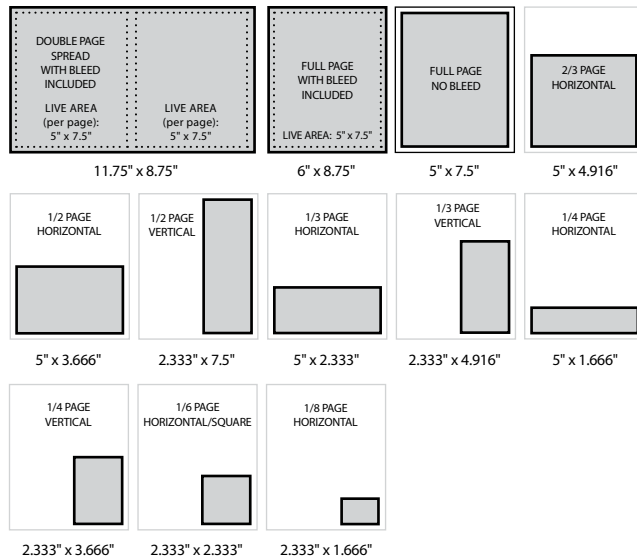 DOUBLE PAGE
SPREAD
WITH BLEED
INCLUDED
LIVE AREA
(per page):
5" x 7.5"
LIVE AREA
(per page):
5" x 7.5"
11.75" x 8.75"
FULL PAGE
WITH BLEED
INCLUDED
LIVE AREA: 5" x 7.5"
6" x 8.75"
FULL PAGE
NO BLEED
5" x 7.5"
2/3 PAGE
HORIZONTAL
5" x 4.916"
1/2 PAGE
HORIZONTAL
5" x 3.666"
1/2 PAGE
VERTICAL
2.333" x 7.5"
1/3 PAGE
HORIZONTAL
5" x 2.333"
1/3 PAGE
VERTICAL
2.333" x 4.916"
1/4 PAGE
HORIZONTAL
5" x 1.666"
1/4 PAGE
VERTICAL
2.333" x 3.666"
1/6 PAGE
HORIZONTAL/SQUARE
2.333" x 2.333"
1/8 PAGE
HORIZONTAL
2.333" x 1.666"